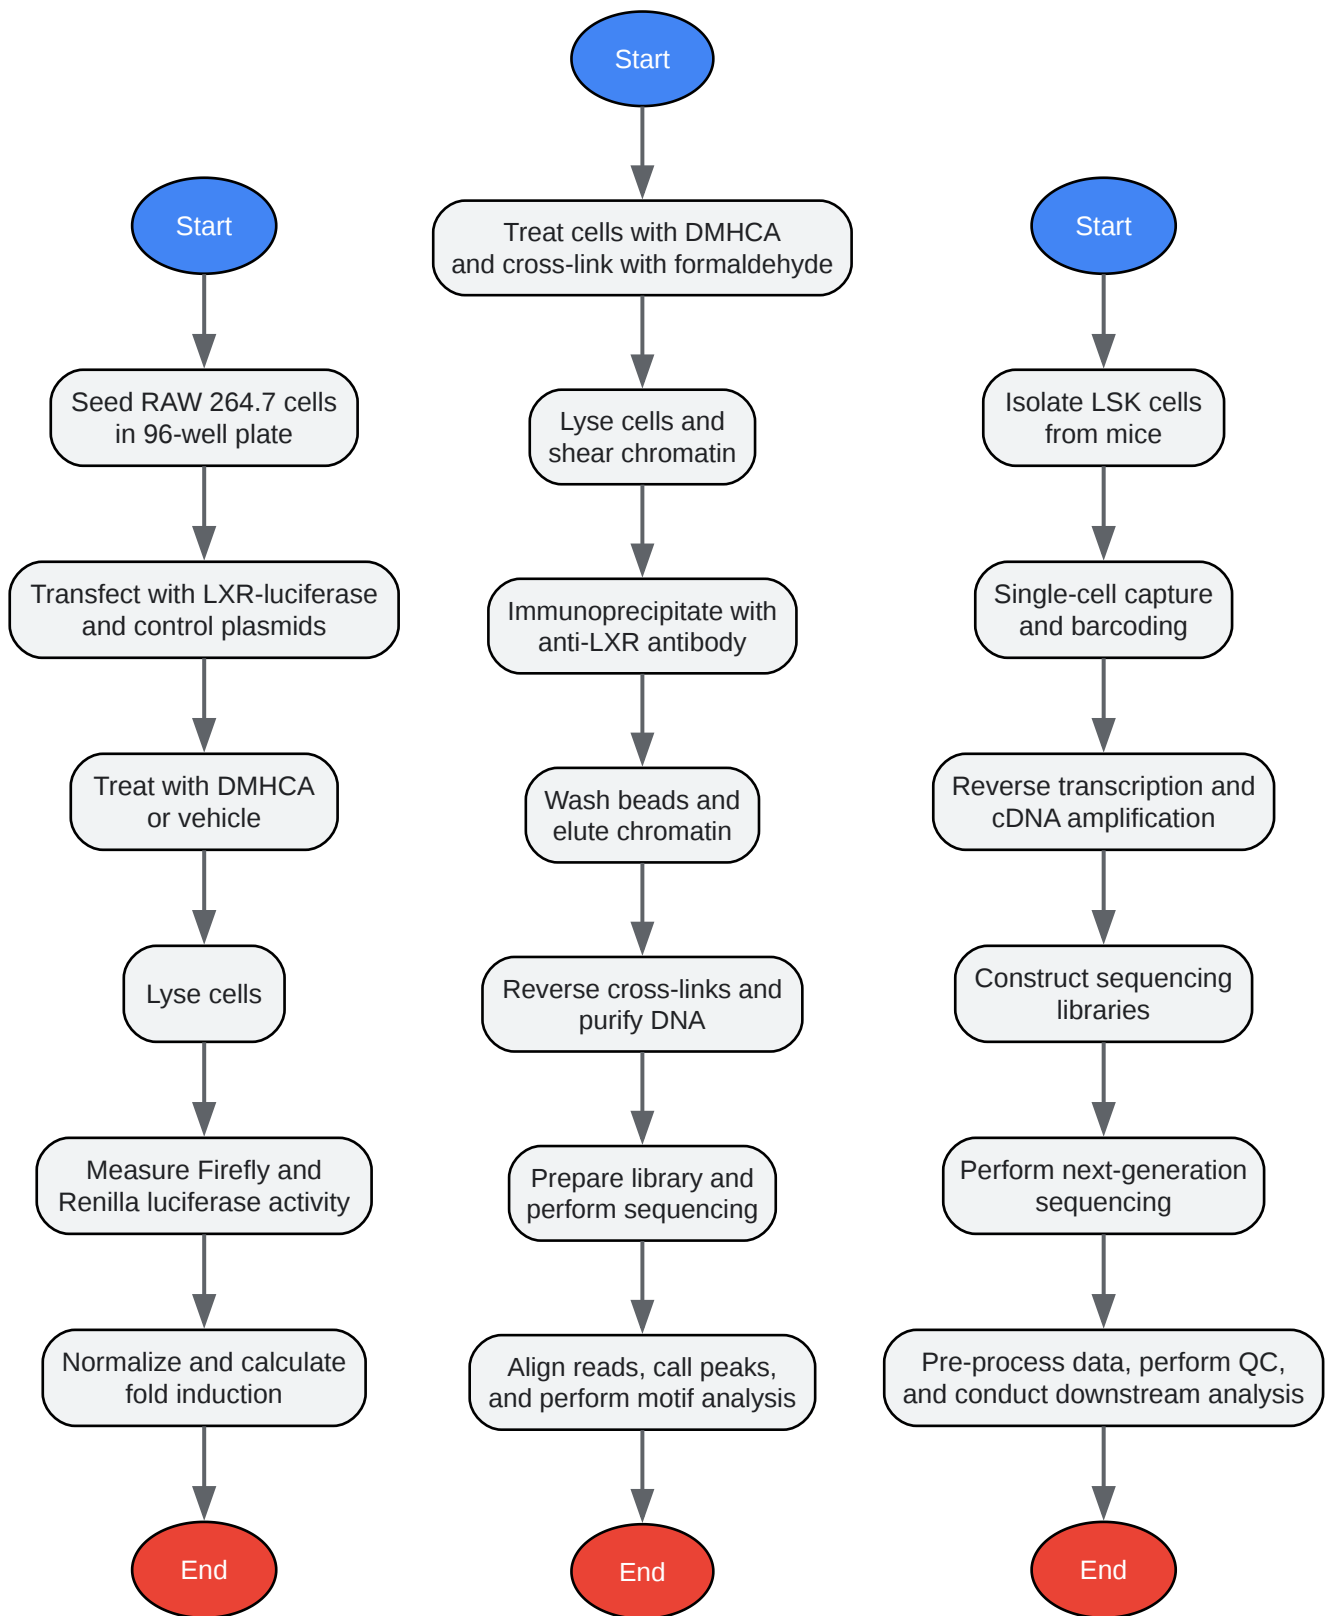 Start
Seed RAW 264.7 cells
in 96-well plate
Transfect with LXR-luciferase
and control plasmids
Treat with DMHCA
or vehicle
Lyse cells
Measure Firefly and
Renilla luciferase activity
Normalize and calculate
fold induction
End
Start
Treat cells with DMHCA
and cross-link with formaldehyde
Lyse cells and
shear chromatin
Immunoprecipitate with
anti-LXR antibody
Wash beads and
elute chromatin
Reverse cross-links and
purify DNA
Prepare library and
perform sequencing
Align reads, call peaks,
and perform motif analysis
End
Start
Isolate LSK cells
from mice
Single-cell capture
and barcoding
Reverse transcription and
cDNA amplification
Construct sequencing
libraries
Perform next-generation
sequencing
Pre-process data, perform QC,
and conduct downstream analysis
End